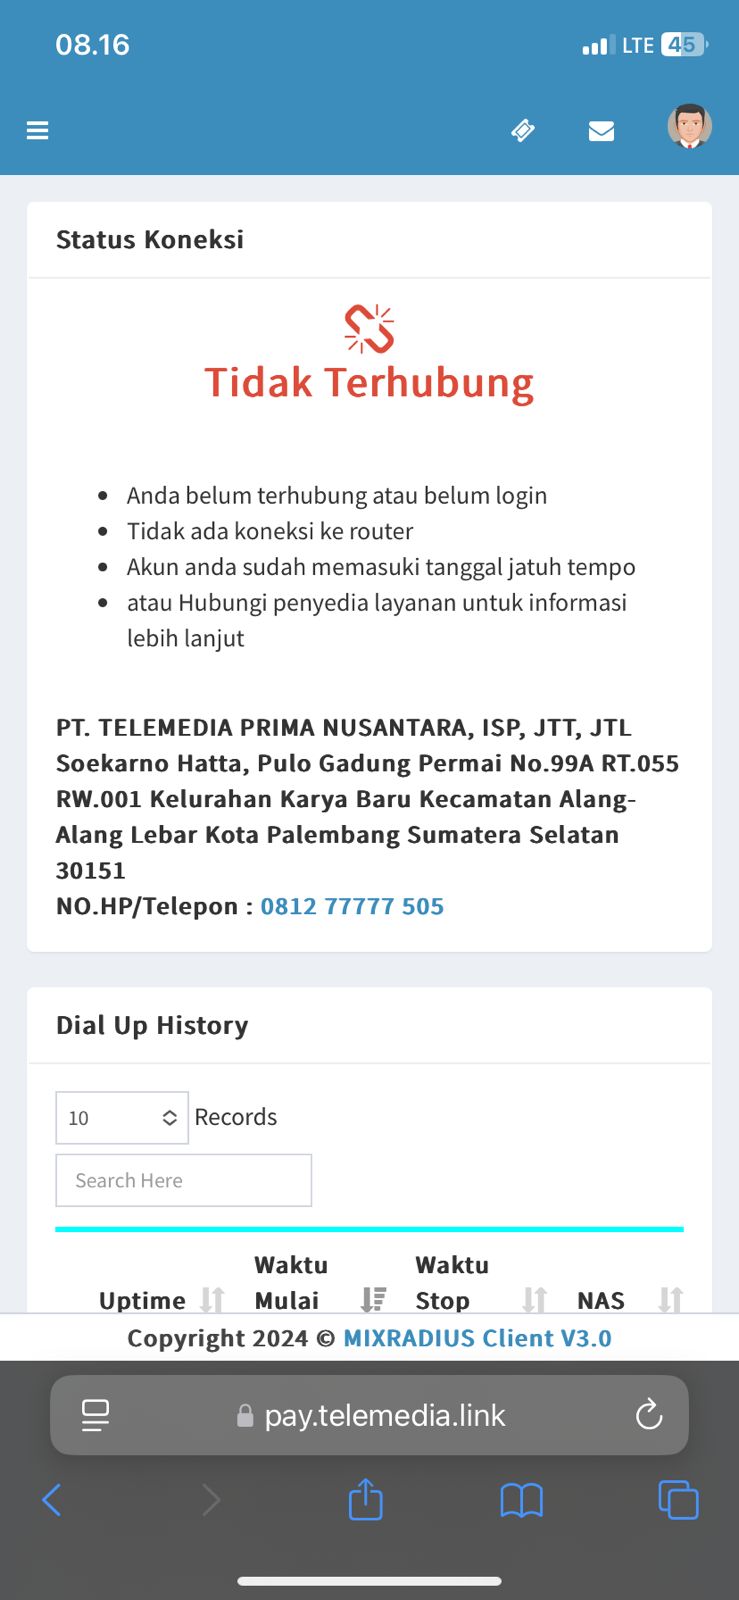 08.16
LTE 45
Status Koneksi
Tidak Terhubung
Anda belum terhubung atau belum login
Tidak ada koneksi ke router
Akun anda sudah memasuki tanggal jatuh tempo
atau Hubungi penyedia layanan untuk informasi
lebih lanjut
PT. TELEMEDIA PRIMA NUSANTARA, ISP, JTT, JTL
Soekarno Hatta, Pulo Gadung Permai No.99A RT.055
RW.001 Kelurahan Karya Baru Kecamatan Alang-
Alang Lebar Kota Palembang Sumatera Selatan
30151
NO.HP/Telepon : 0812 77777 505
Dial Up History
10 Records
Search Here
Waktu Waktu
Uptime Mulai Stop NAS
Copyright 2024 © MIXRADIUS Client V3.0
pay.telemedia.link